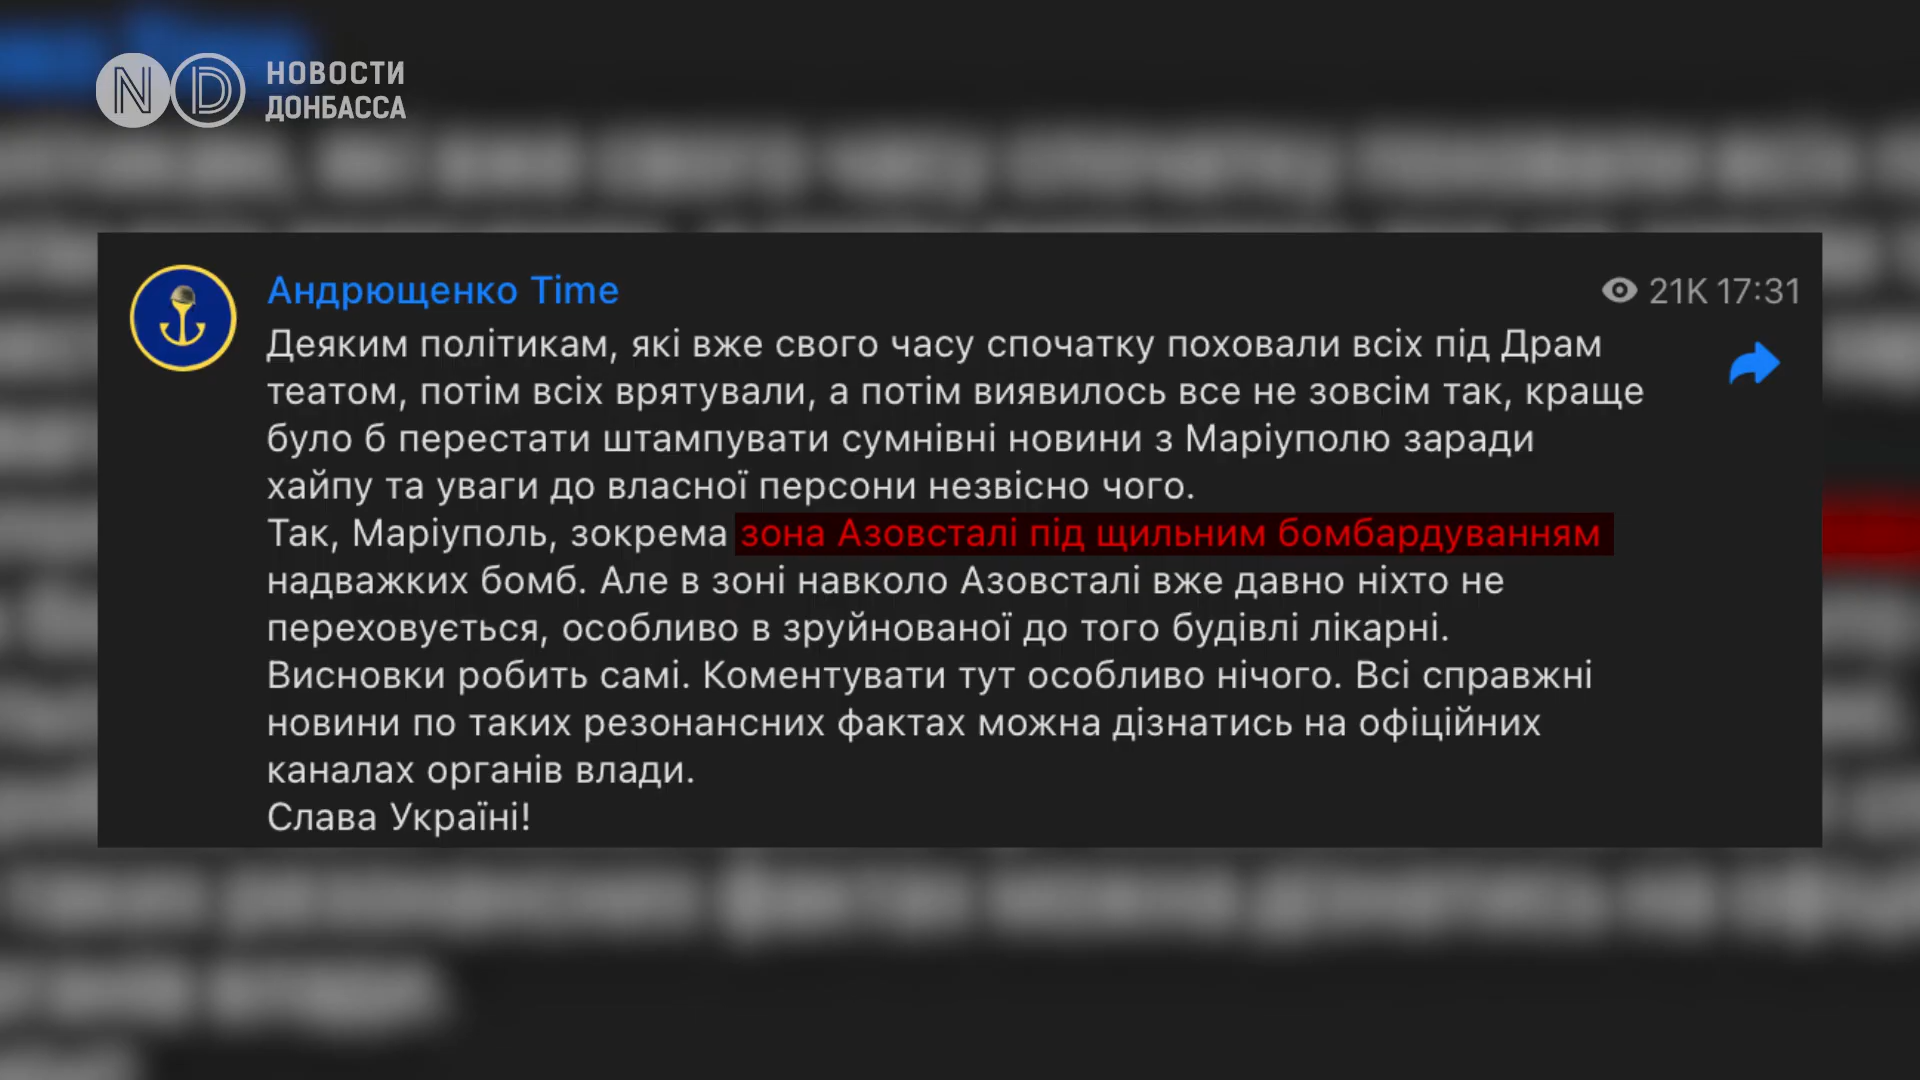 ND НОВОСТИ
ДОНБАССА
Андрющенко Time
21K 17:31
Деяким політикам, які вже свого часу спочатку поховали всіх під Драм
театом, потім всіх врятували, а потім виявилось все не зовсім так, краще
було б перестати штампувати сумнівні новини з Маріуполю заради
хайпу та уваги до власної персони незвісно чого.
Так, Маріуполь, зокрема зона Азовсталі під щильним бомбардуванням
надважких бомб. Але в зоні навколо Азовсталі вже давно ніхто не
переховується, особливо в зруйнованої до того будівлі лікарні.
Висновки робить самі. Коментувати тут особливо нічого. Всі справжні
новини по таких резонансних фактах можна дізнатись на офіційних
каналах органів влади.
Слава Україні!